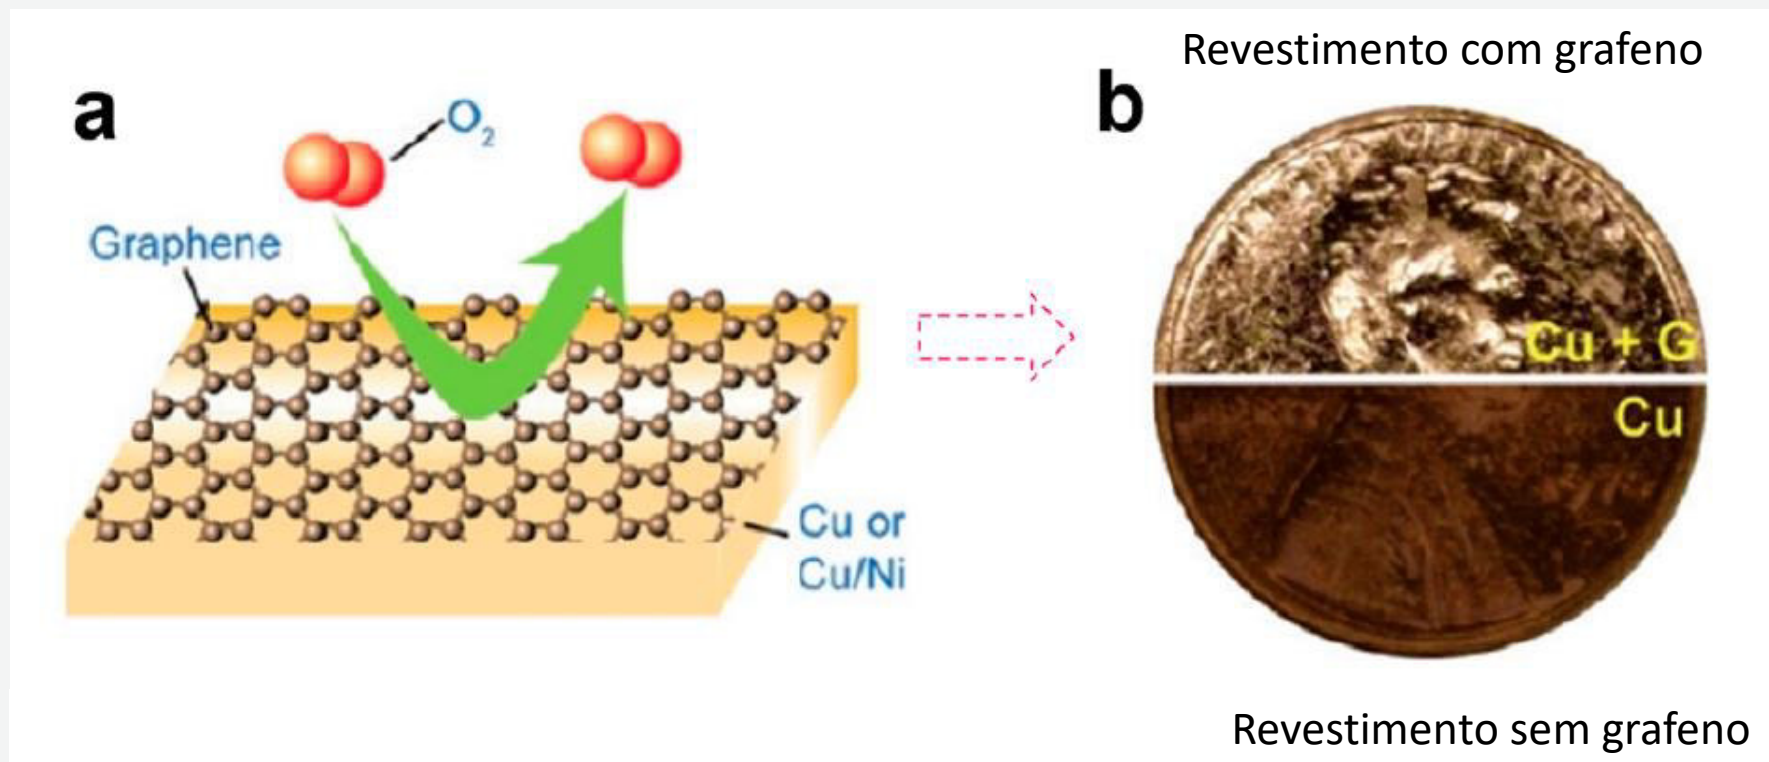 a
O₂
Graphene
Cu or
Cu/Ni
Revestimento com grafeno
b
Cu + G
Cu
Revestimento sem grafeno